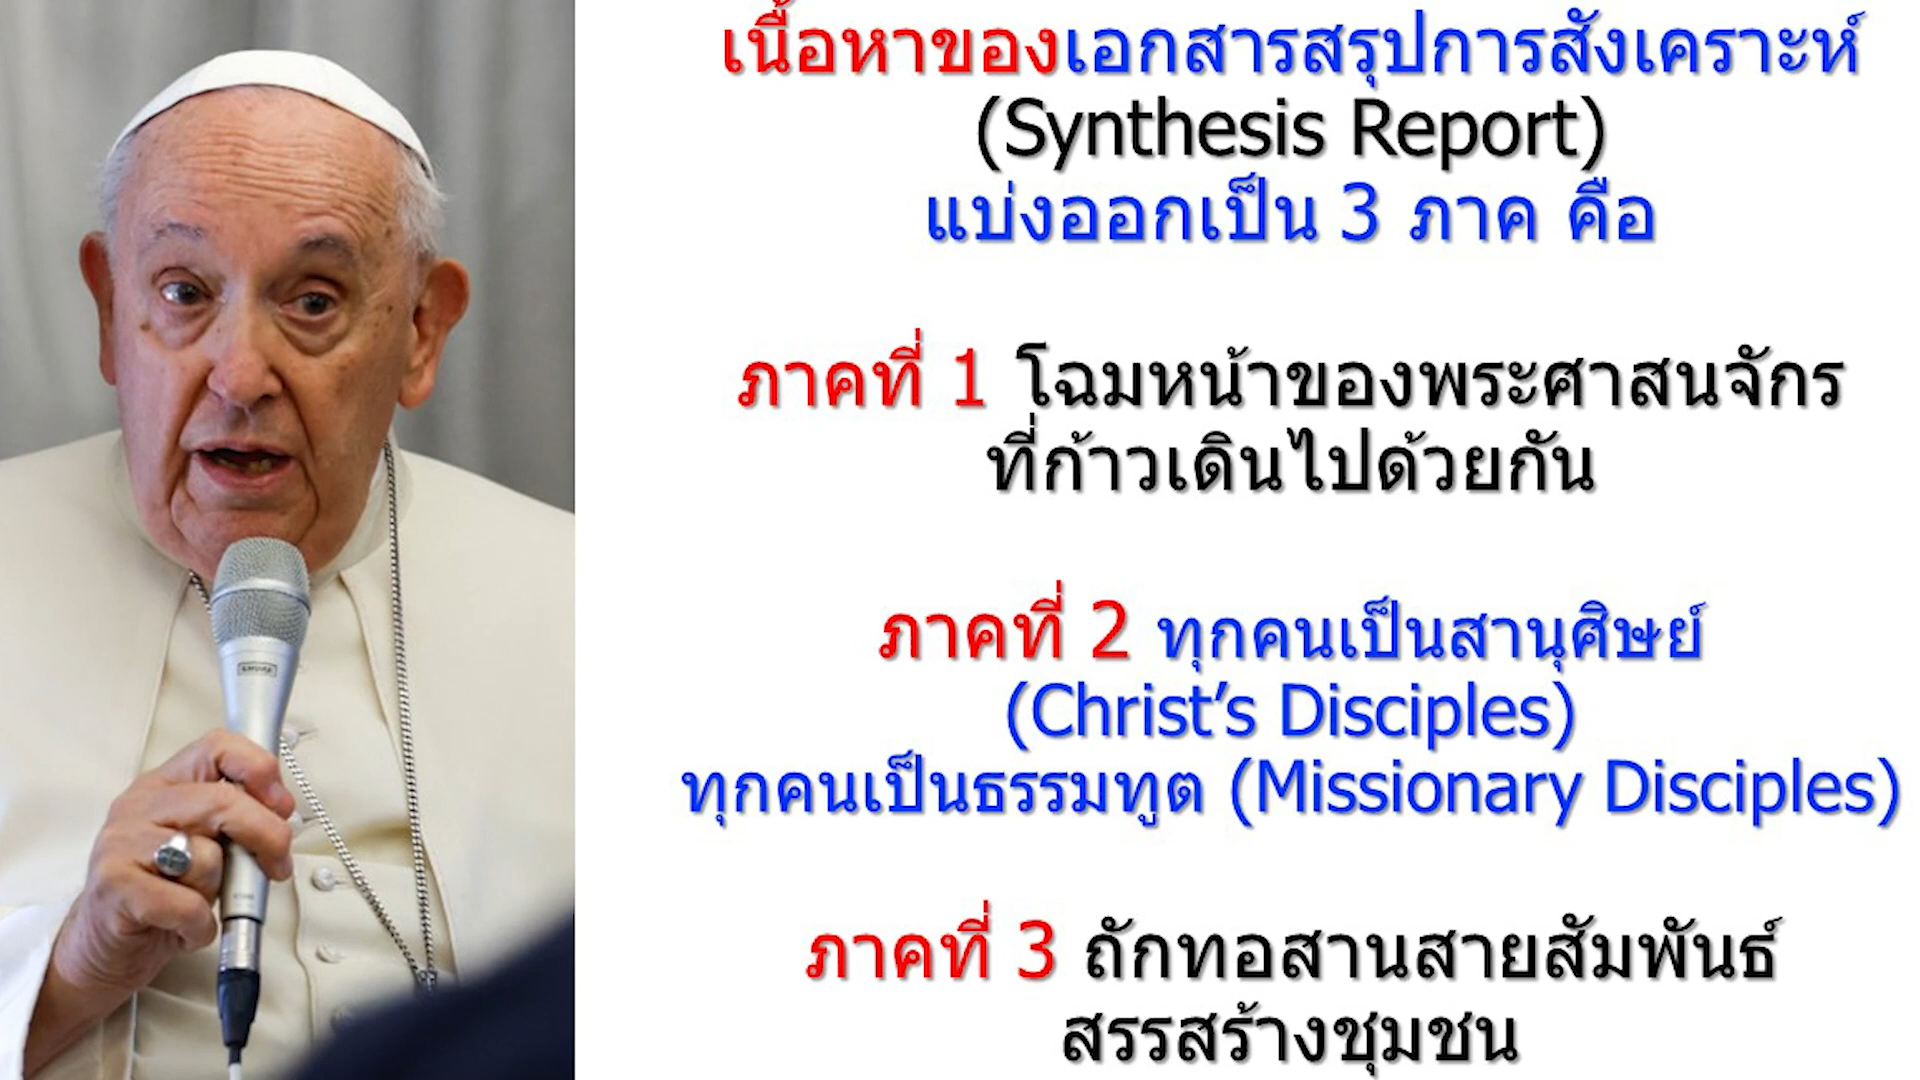 เนื้อหาของเอกสารสรุปการสังเคราะห์
(Synthesis Report)
แบ่งออกเป็น 3 ภาค คือ
ภาคที่ 1 โฉมหน้าของพระศาสนจักร
ที่ก้าวเดินไปด้วยกัน
ภาคที่ 2 ทุกคนเป็นสานุศิษย์
(Christ’s Disciples)
ทุกคนเป็นธรรมทูต (Missionary Disciples)
ภาคที่ 3 ถักทอสานสายสัมพันธ์
สรรสร้างชุมชน
SHURE